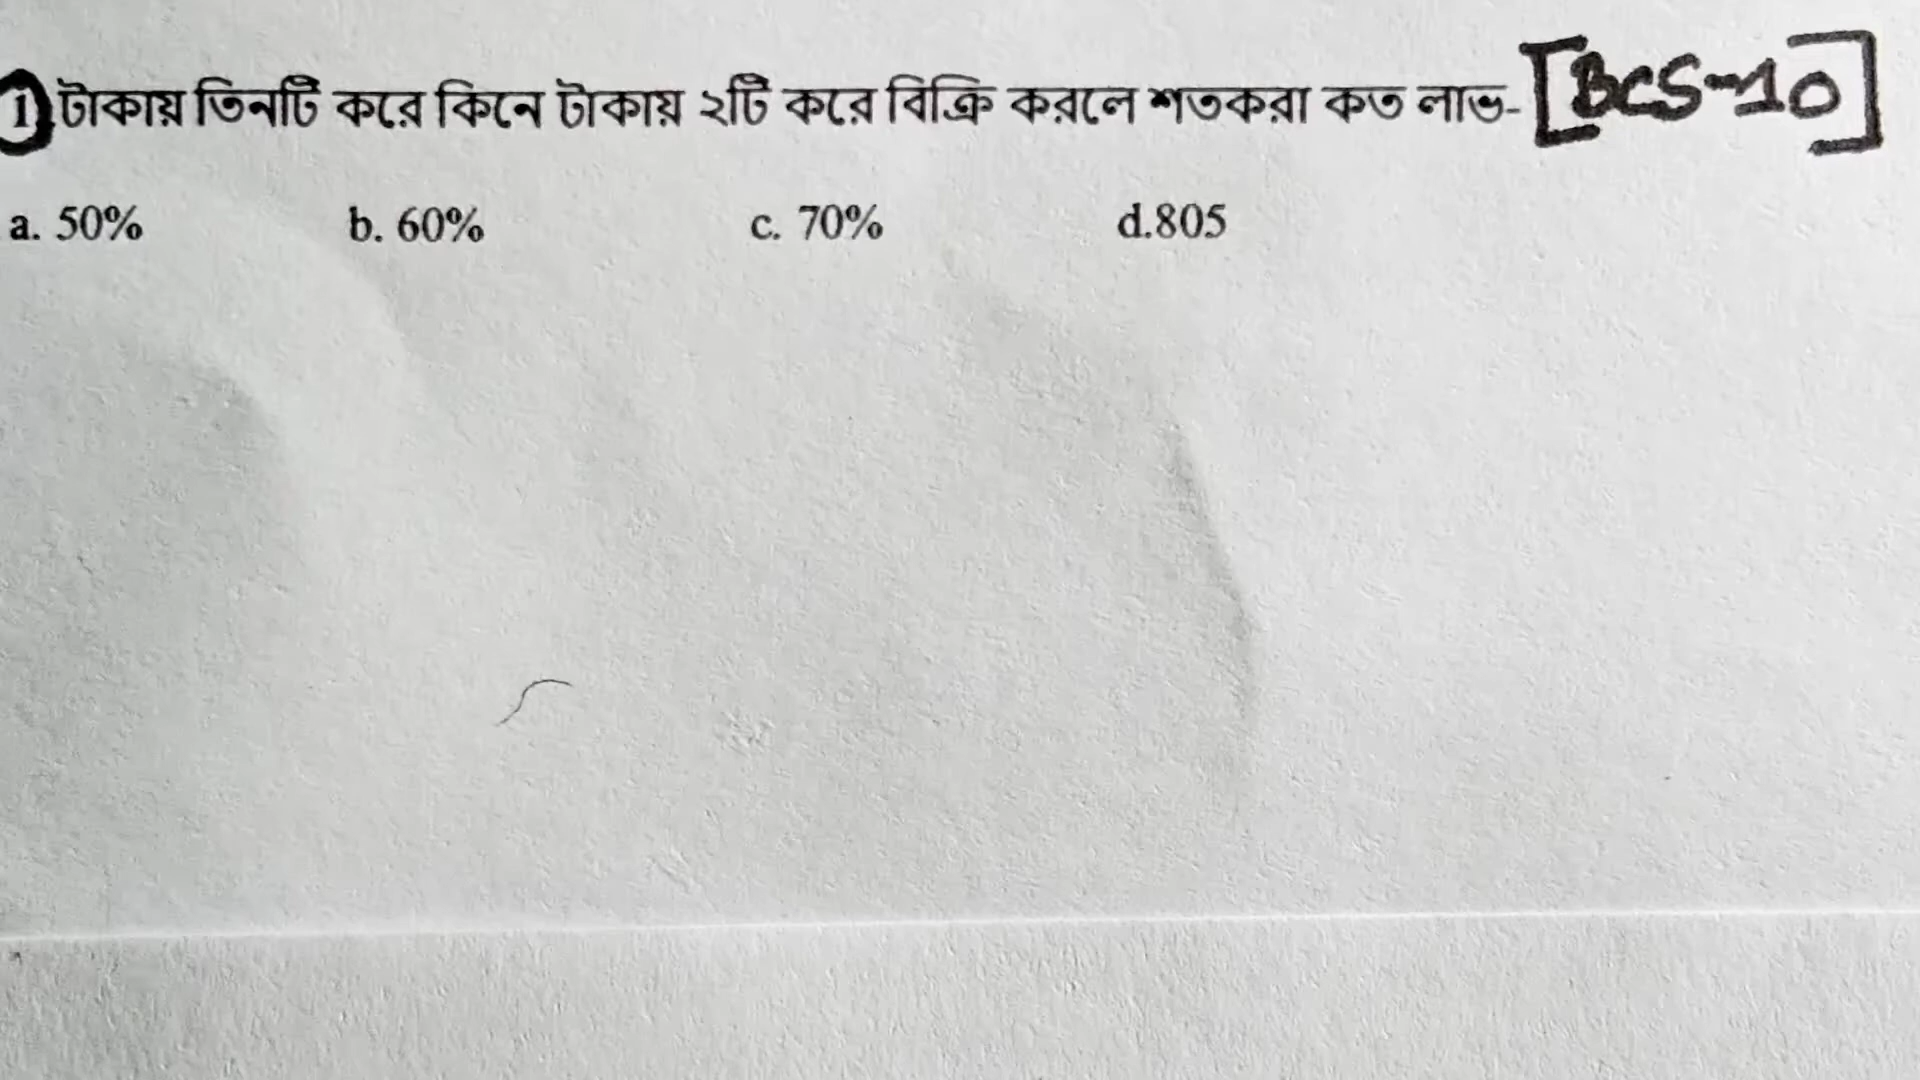 1) টাকায় তিনটি করে কিনে টাকায় ২টি করে বিক্রি করলে শতকরা কত লাভ- [BCS-10]
a. 50% b. 60% c. 70% d.805